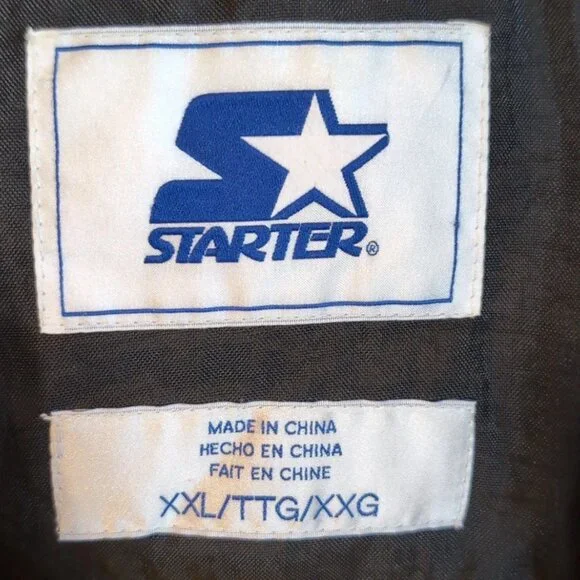 STARTER®
MADE IN CHINA
HECHO EN CHINA
FAIT EN CHINE
XXL/TTG/XXG